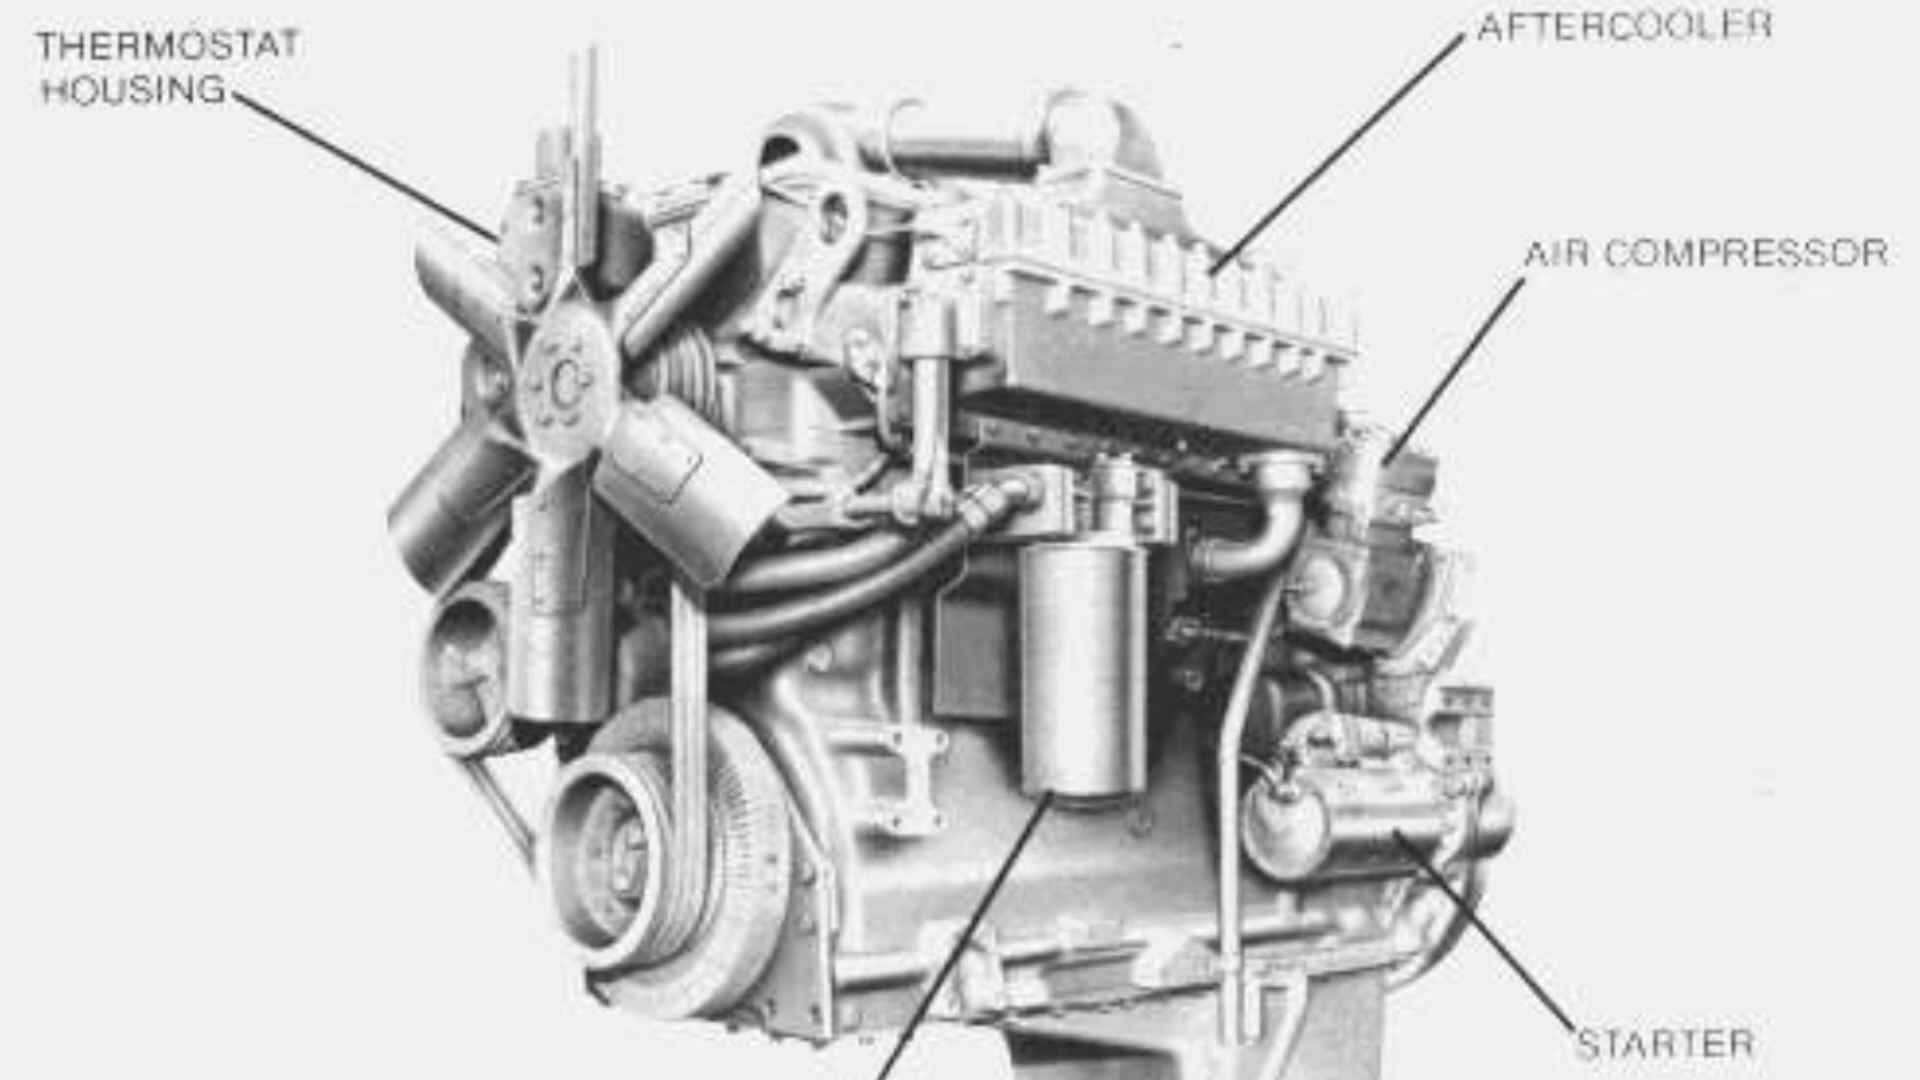 THERMOSTAT
HOUSING
AFTERCOOLER
AIR COMPRESSOR
STARTER